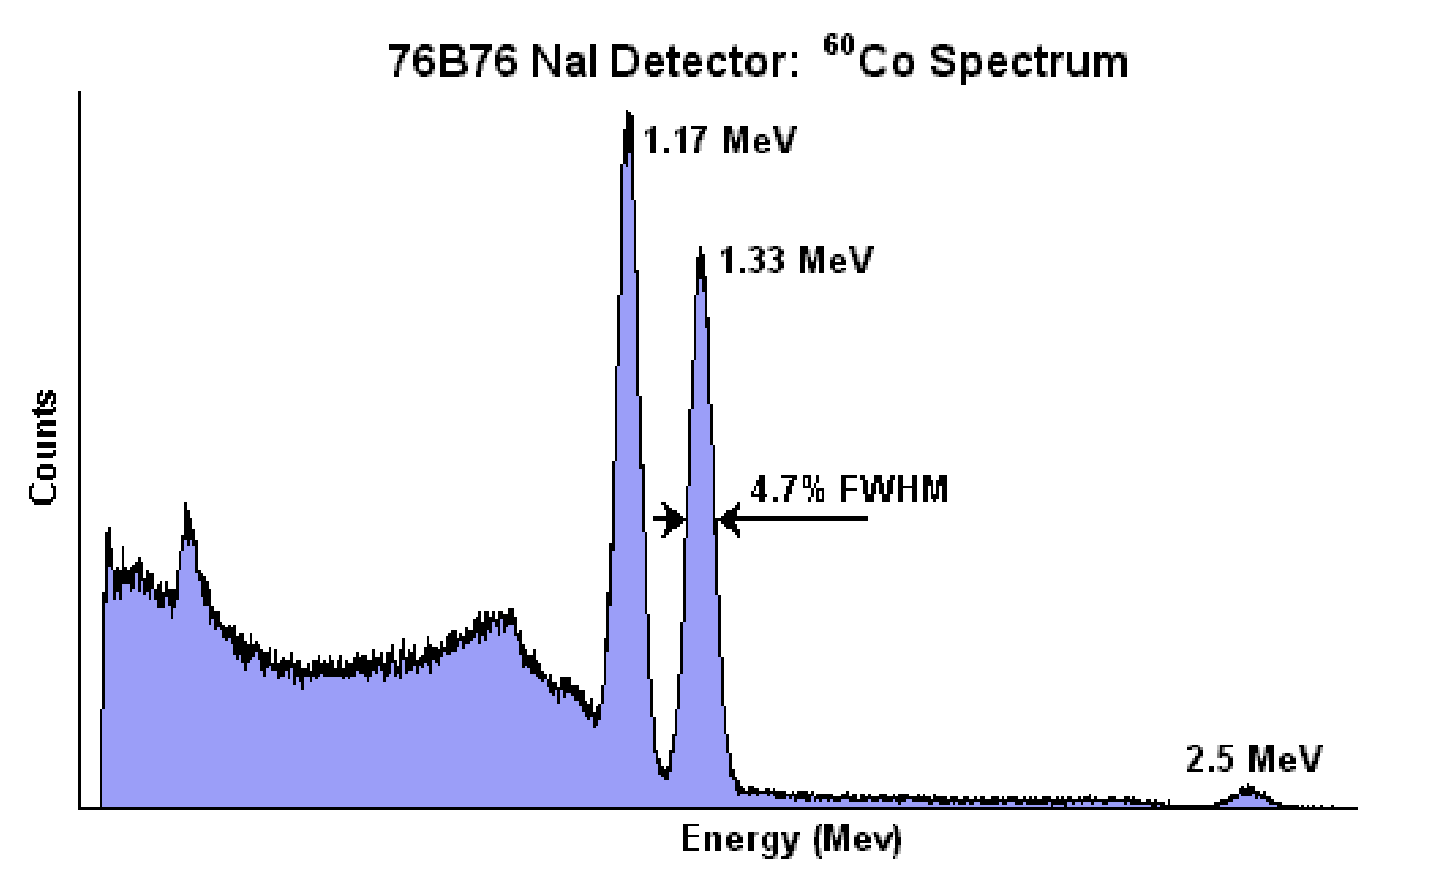 76B76 NaI Detector: ⁶⁰Co Spectrum
1.17 MeV
1.33 MeV
4.7% FWHM
2.5 MeV
Counts
Energy (Mev)